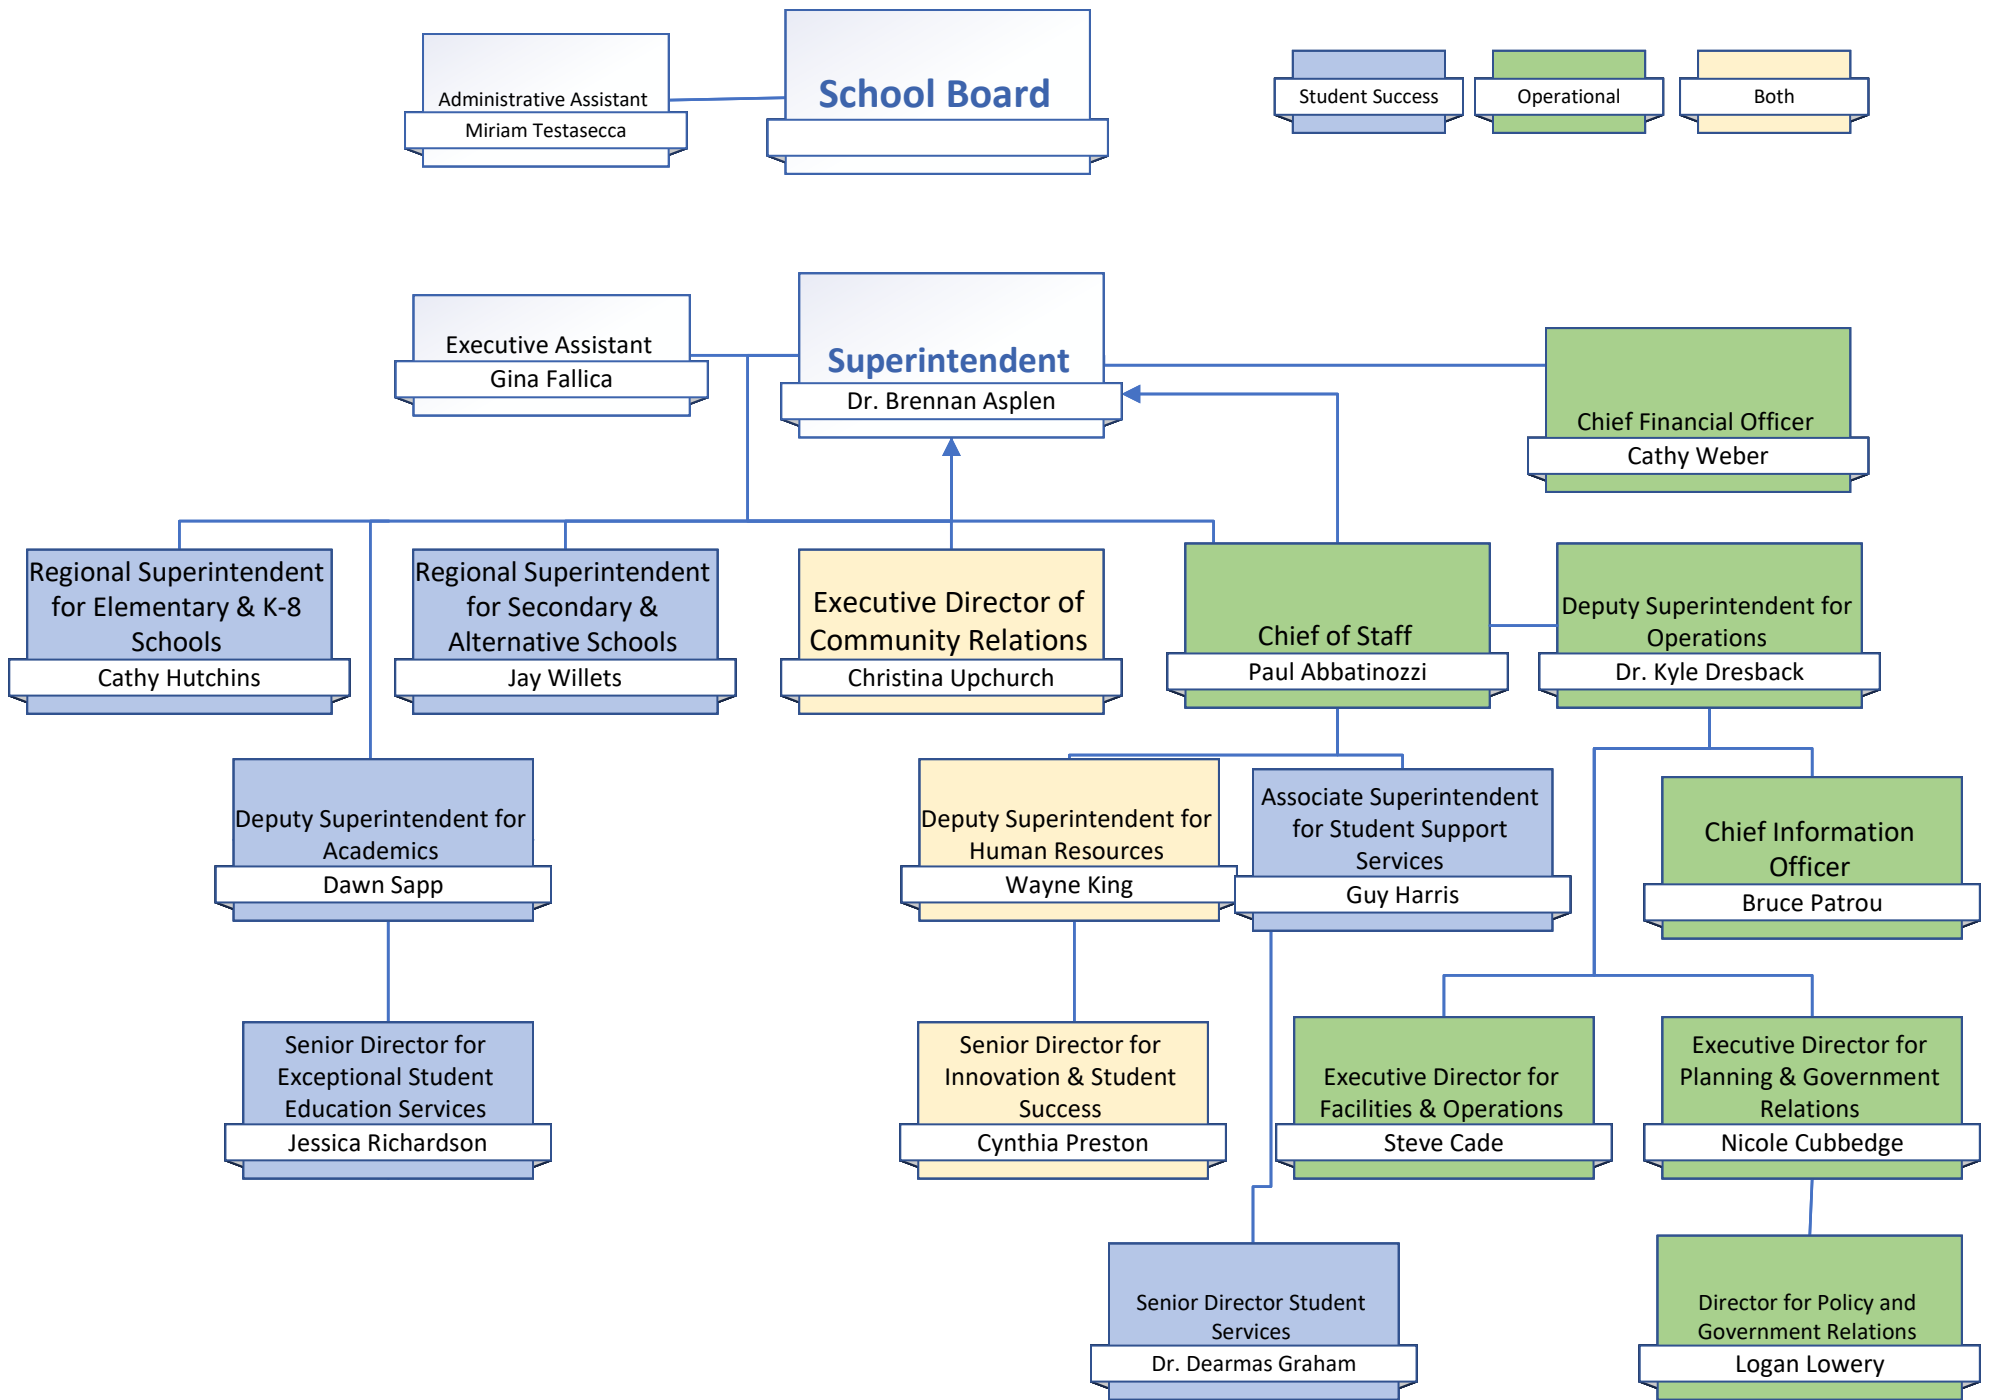 Administrative Assistant
Miriam Testasecca
School Board
Student Success
Operational
Both
Executive Assistant
Gina Fallica
Superintendent
Dr. Brennan Asplen
Chief Financial Officer
Cathy Weber
Regional Superintendent
for Elementary & K-8
Schools
Cathy Hutchins
Regional Superintendent
for Secondary &
Alternative Schools
Jay Willets
Executive Director of
Community Relations
Christina Upchurch
Chief of Staff
Paul Abbatinozzi
Deputy Superintendent for
Operations
Dr. Kyle Dresback
Deputy Superintendent for
Academics
Dawn Sapp
Deputy Superintendent for
Human Resources
Wayne King
Associate Superintendent
for Student Support
Services
Guy Harris
Chief Information
Officer
Bruce Patrou
Senior Director for
Exceptional Student
Education Services
Jessica Richardson
Senior Director for
Innovation & Student
Success
Cynthia Preston
Executive Director for
Facilities & Operations
Steve Cade
Executive Director for
Planning & Government
Relations
Nicole Cubbedge
Senior Director Student
Services
Dr. Dearmas Graham
Director for Policy and
Government Relations
Logan Lowery